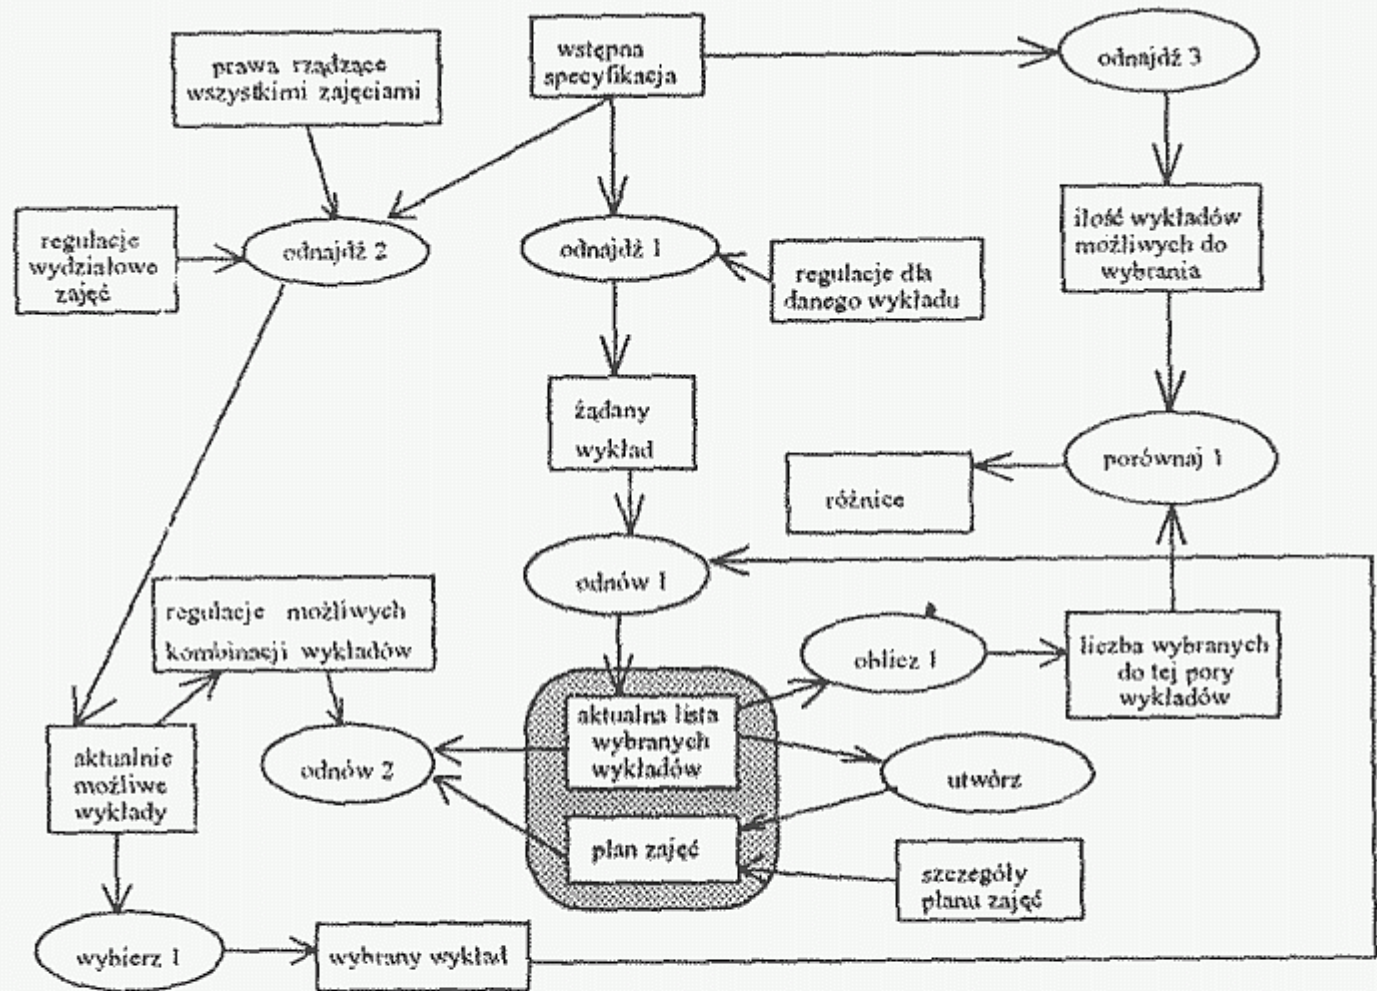 prawa rządzące
wszystkimi zajęciami
wstępna
specyfikacja
odnajdź 3
regulacje
wydziałowe
zajęć
odnajdź 2
odnajdź 1
regulacje dla
danego wykładu
ilość wykładów
możliwych do
wybrania
żądany
wykład
różnice
porównaj 1
odnów 1
regulacje możliwych
kombinacji wykładów
oblicz 1
liczba wybranych
do tej pory
wykładów
aktualnie
możliwe
wykłady
odnów 2
aktualna lista
wybranych
wykładów
utwórz
plan zajęć
szczegóły
planu zajęć
wybierz 1
wybrany wykład